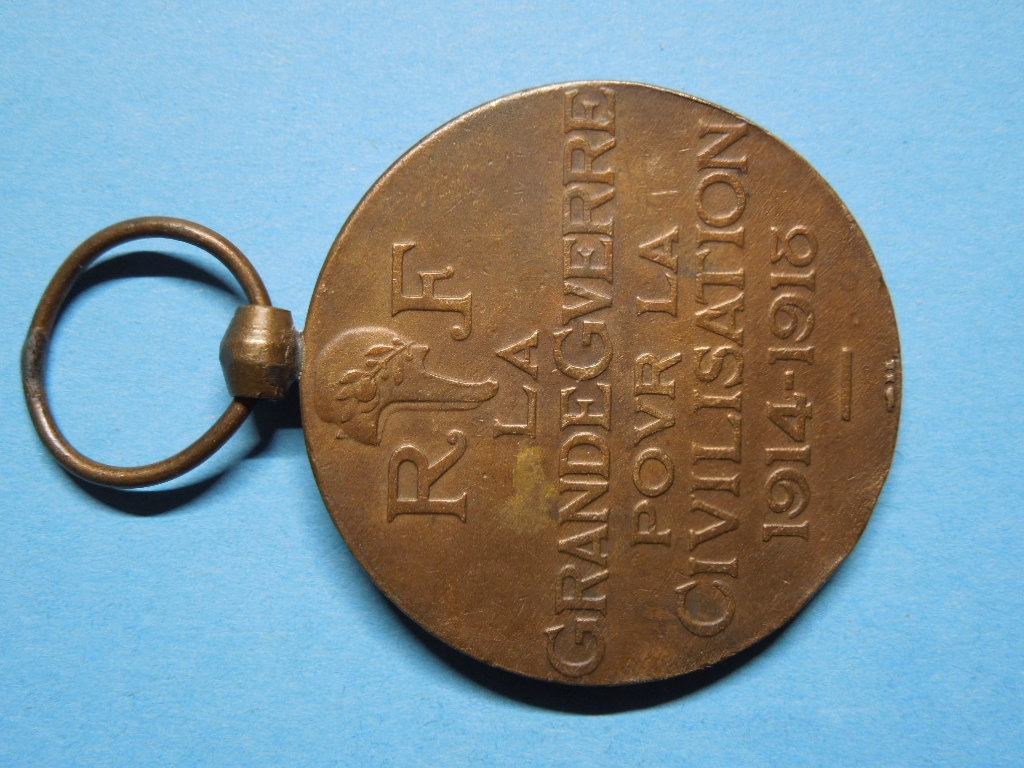 R F
LA
GRANDE GVERRE
POVR LA
CIVILISATION
1914-1918